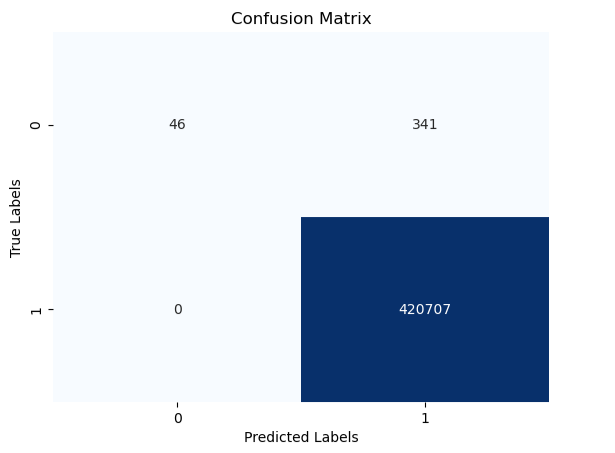 Confusion Matrix
True Labels
0
46
341
1
0
420707
0
1
Predicted Labels